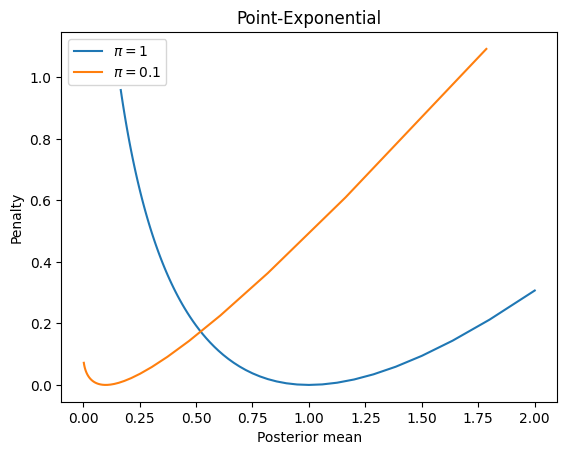 Point-Exponential
π = 1
π = 0.1
Penalty
1.0
0.8
0.6
0.4
0.2
0.0
0.00 0.25 0.50 0.75 1.00 1.25 1.50 1.75 2.00
Posterior mean